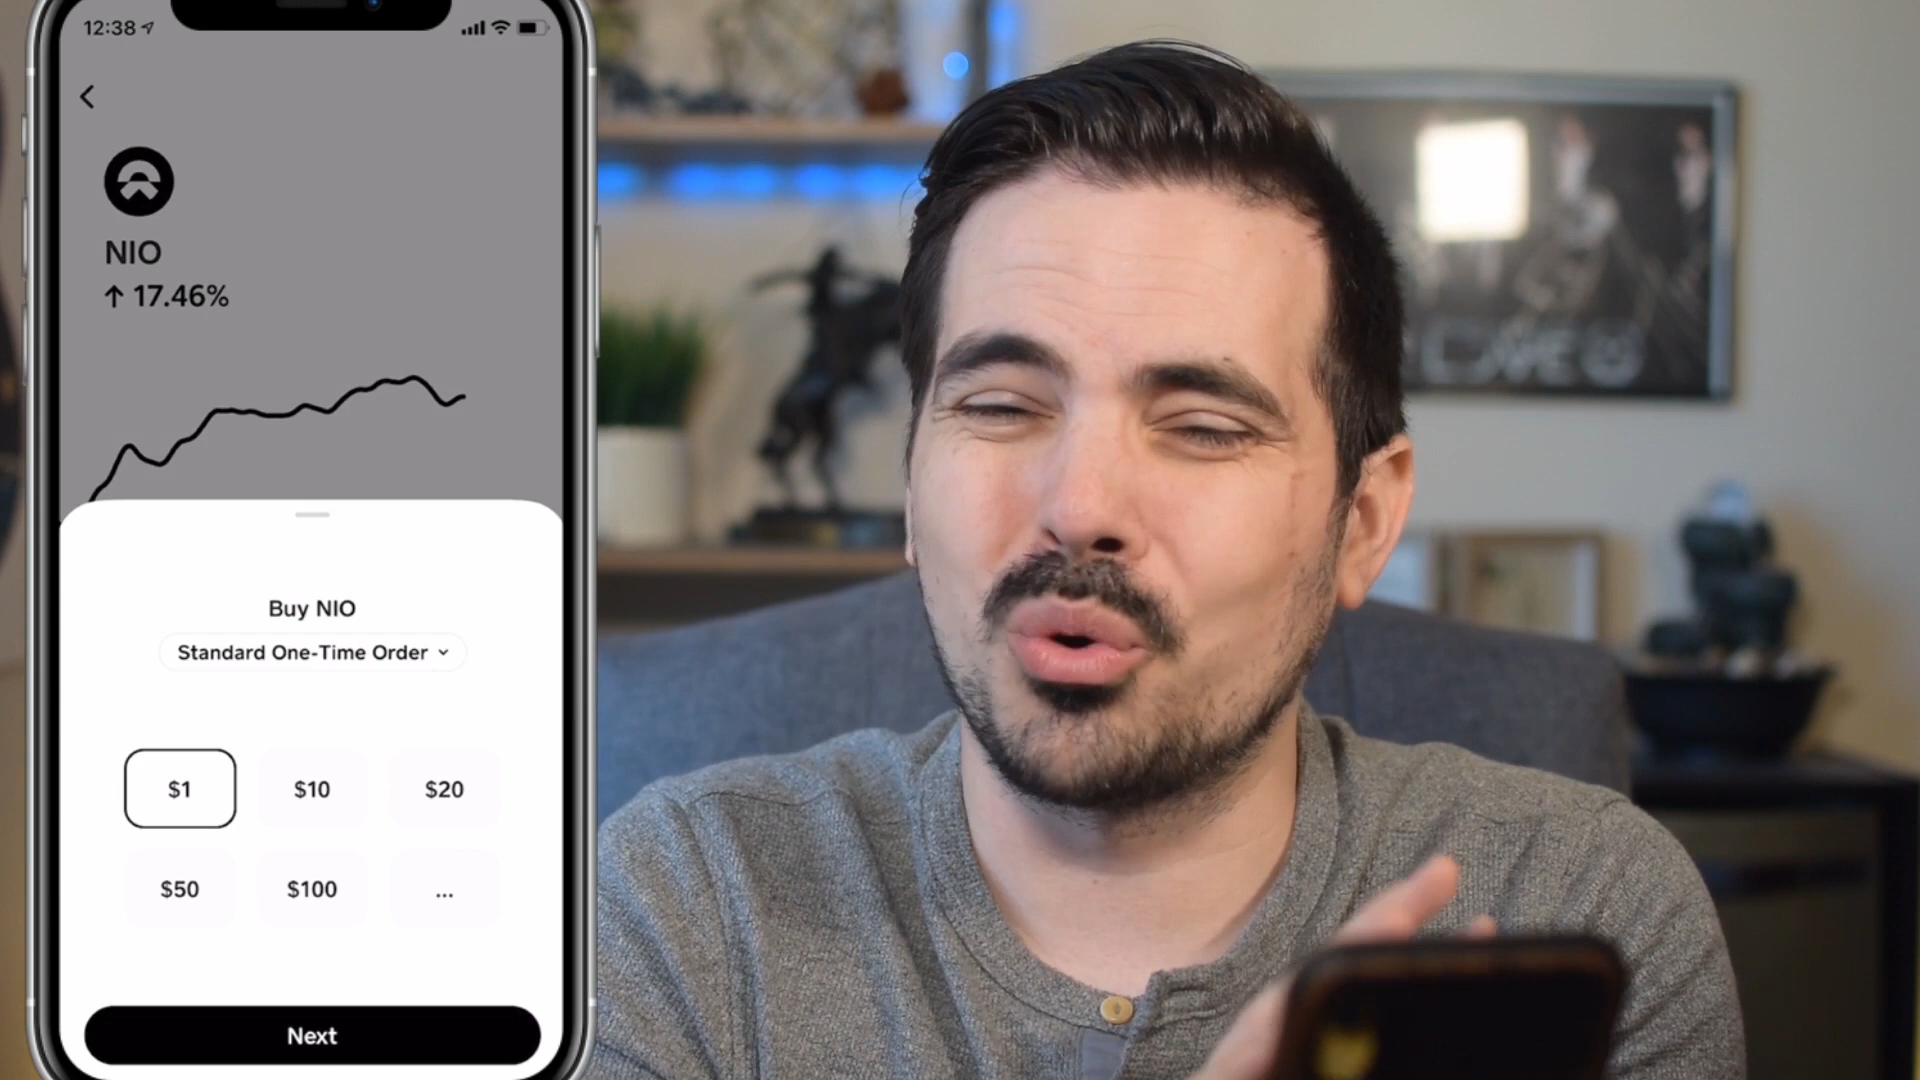 12:38
NIO
↑ 17.46%
Buy NIO
Standard One-Time Order
$1 $10 $20
$50 $100 ...
Next